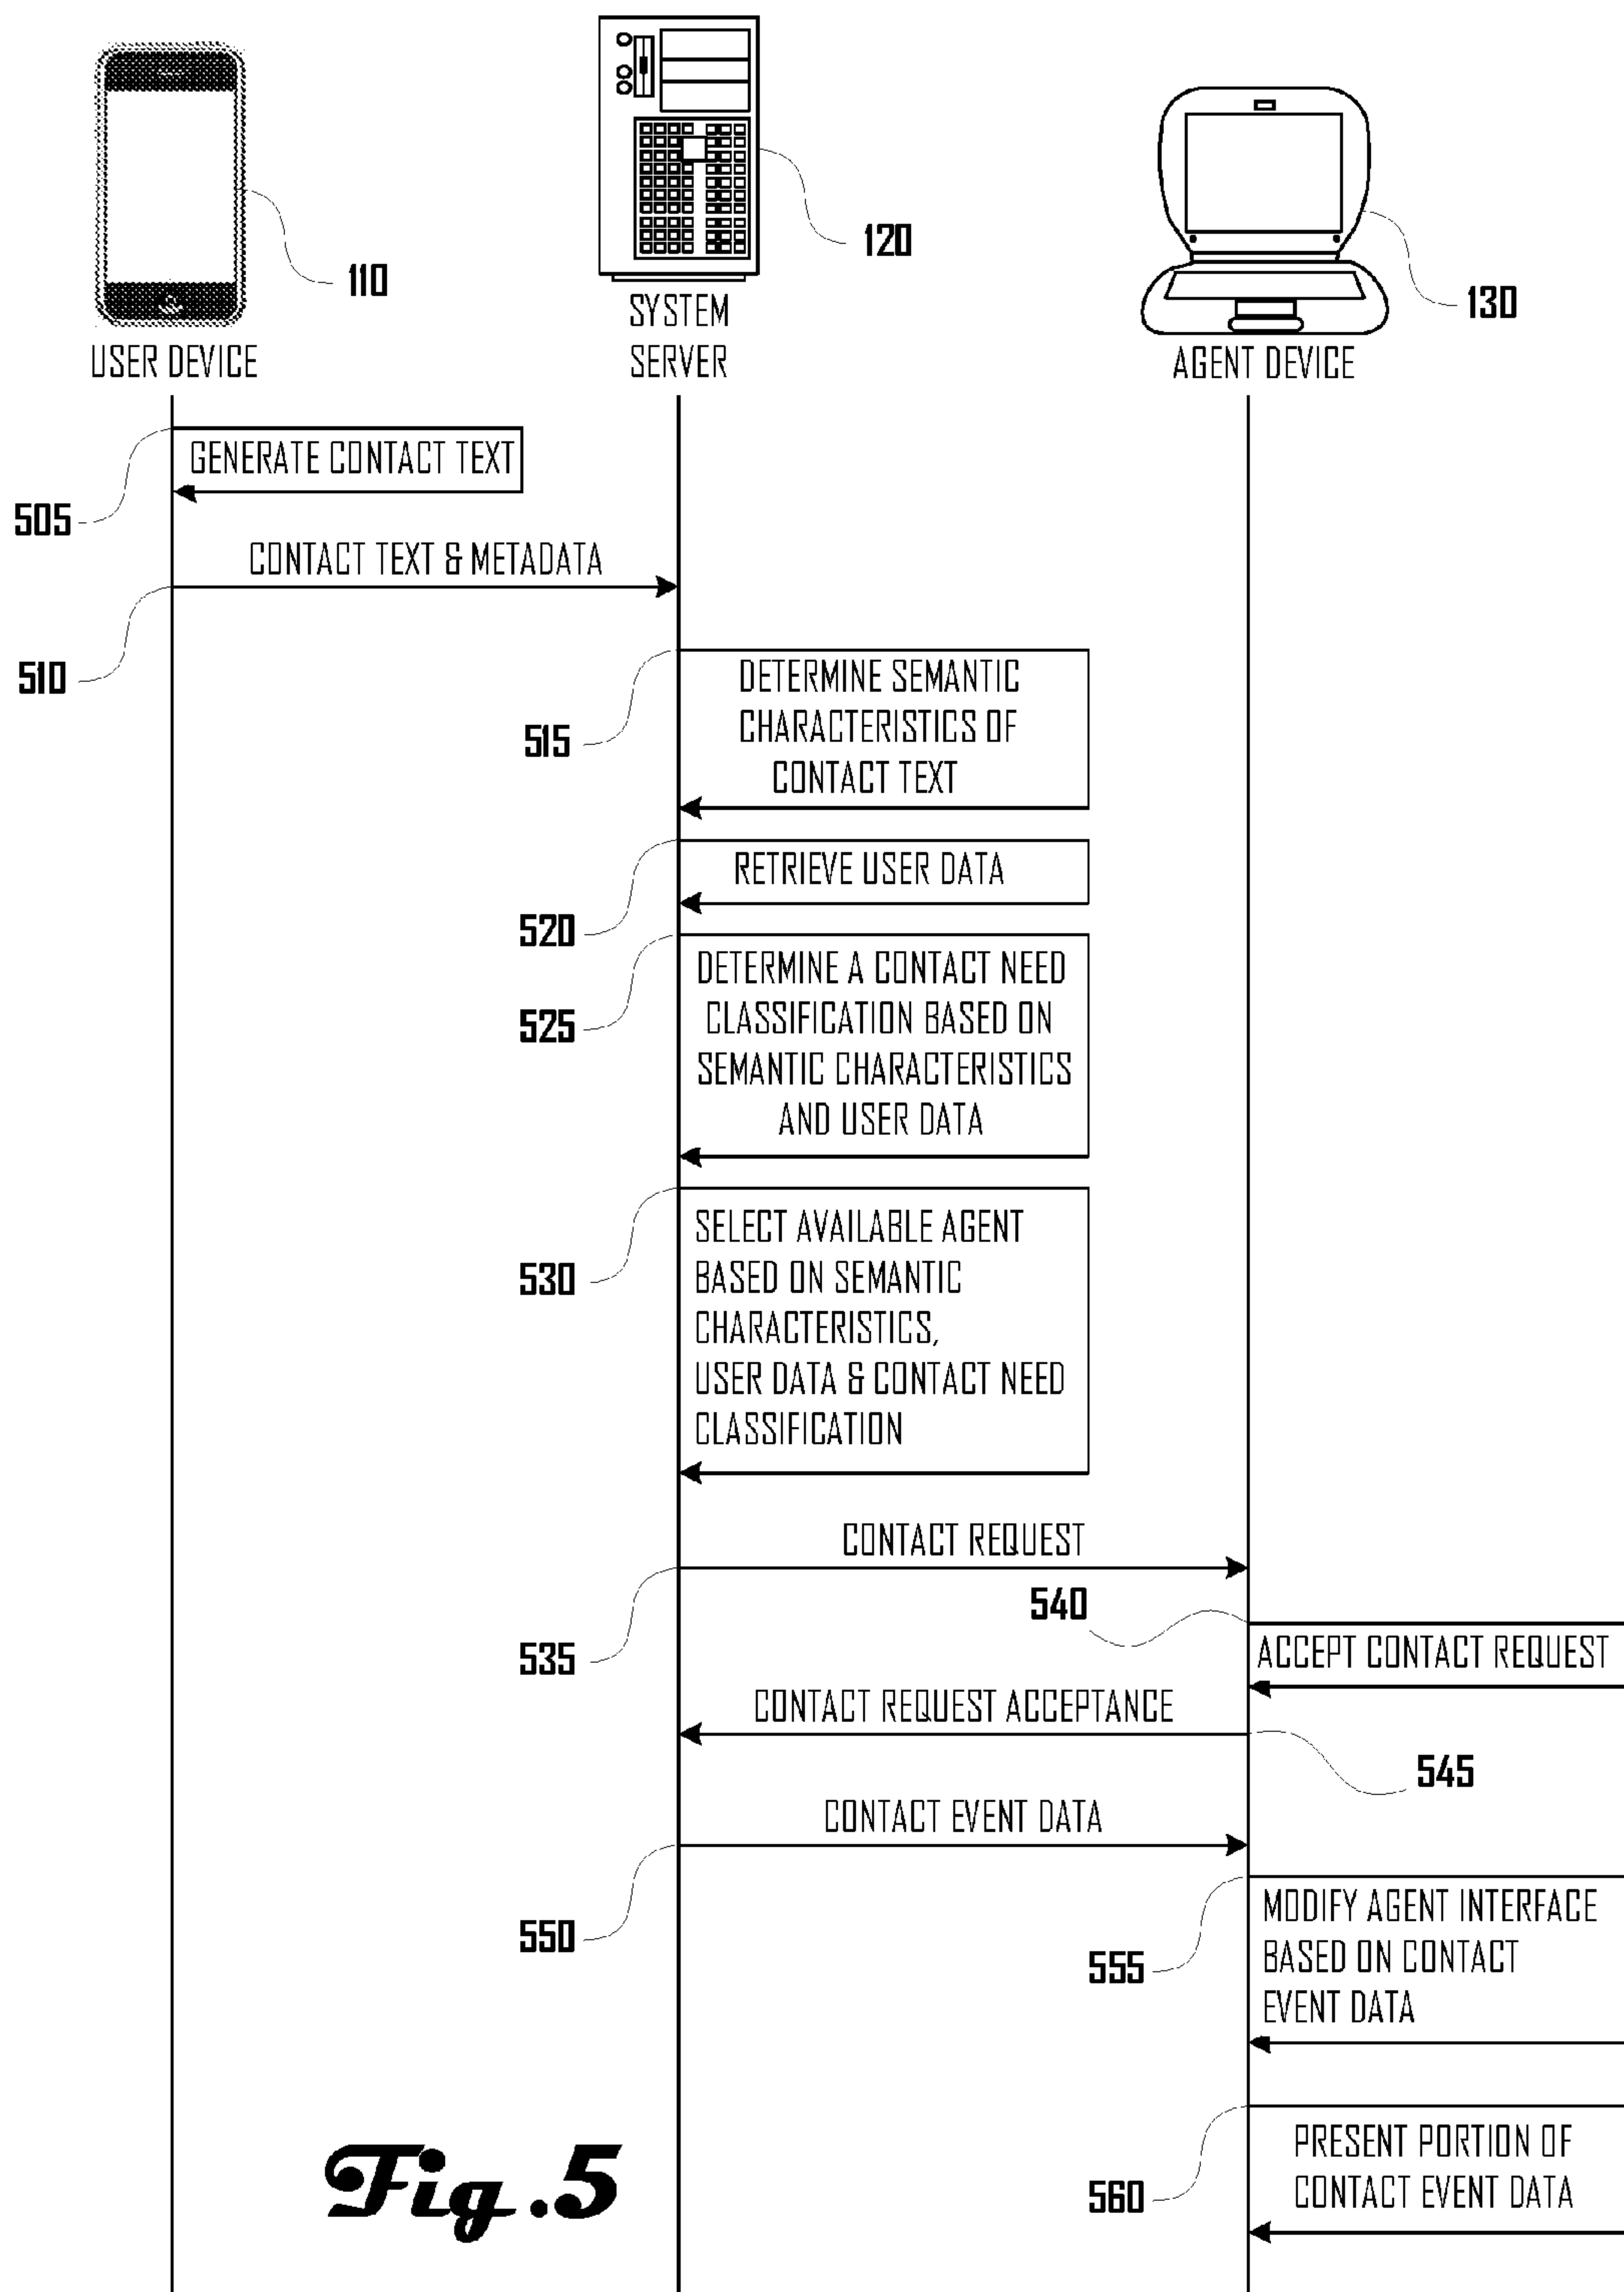 110
120
130
USER DEVICE
SYSTEM
SERVER
AGENT DEVICE
505
GENERATE CONTACT TEXT
510
CONTACT TEXT & METADATA
515
DETERMINE SEMANTIC
CHARACTERISTICS OF
CONTACT TEXT
520
RETRIEVE USER DATA
525
DETERMINE A CONTACT NEED
CLASSIFICATION BASED ON
SEMANTIC CHARACTERISTICS
AND USER DATA
530
SELECT AVAILABLE AGENT
BASED ON SEMANTIC
CHARACTERISTICS,
USER DATA & CONTACT NEED
CLASSIFICATION
535
CONTACT REQUEST
540
ACCEPT CONTACT REQUEST
CONTACT REQUEST ACCEPTANCE
545
550
CONTACT EVENT DATA
555
MODIFY AGENT INTERFACE
BASED ON CONTACT
EVENT DATA
560
PRESENT PORTION OF
CONTACT EVENT DATA
Fig.5